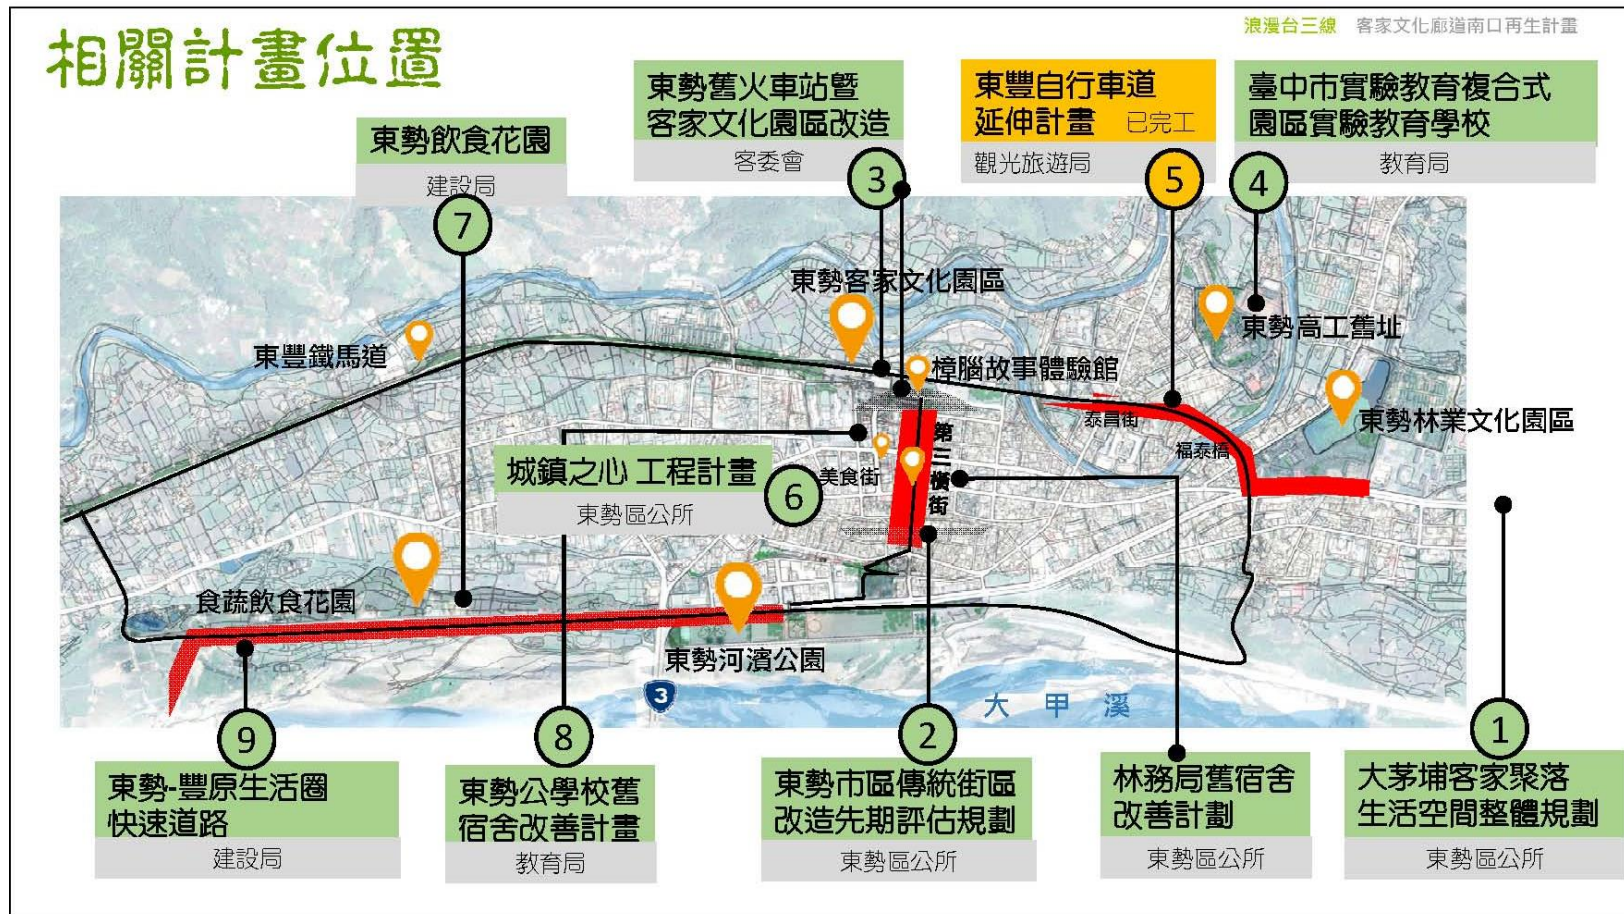 浪漫台三線 客家文化廊道南口再生計畫
相關計畫位置
東勢飲食花園
建設局
7
東勢舊火車站暨
客家文化園區改造
客委會
3
東豐自行車道
延伸計畫 已完工
觀光旅遊局
5
臺中市實驗教育複合式
園區實驗教育學校
教育局
4
東勢客家文化園區
東豐鐵馬道
樟腦故事體驗館
東勢高工舊址
泰昌街
福泰橋
東勢林業文化園區
第三橫街
美食街
城鎮之心 工程計畫
東勢區公所
6
食蔬飲食花園
東勢河濱公園
3
大甲溪
9
東勢-豐原生活圈
快速道路
建設局
8
東勢公學校舊
宿舍改善計畫
教育局
2
東勢市區傳統街區
改造先期評估規劃
東勢區公所
林務局舊宿舍
改善計劃
東勢區公所
1
大茅埔客家聚落
生活空間整體規劃
東勢區公所